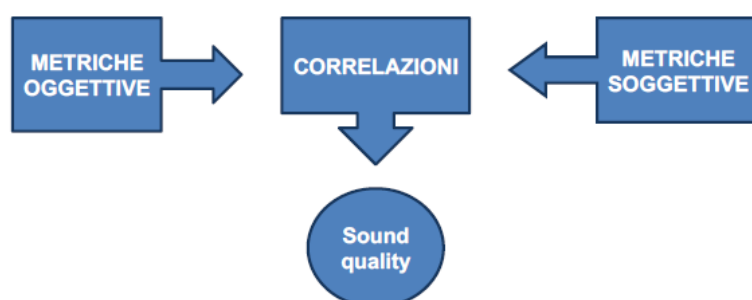 METRICHE
OGGETTIVE
CORRELAZIONI
METRICHE
SOGGETTIVE
Sound
quality